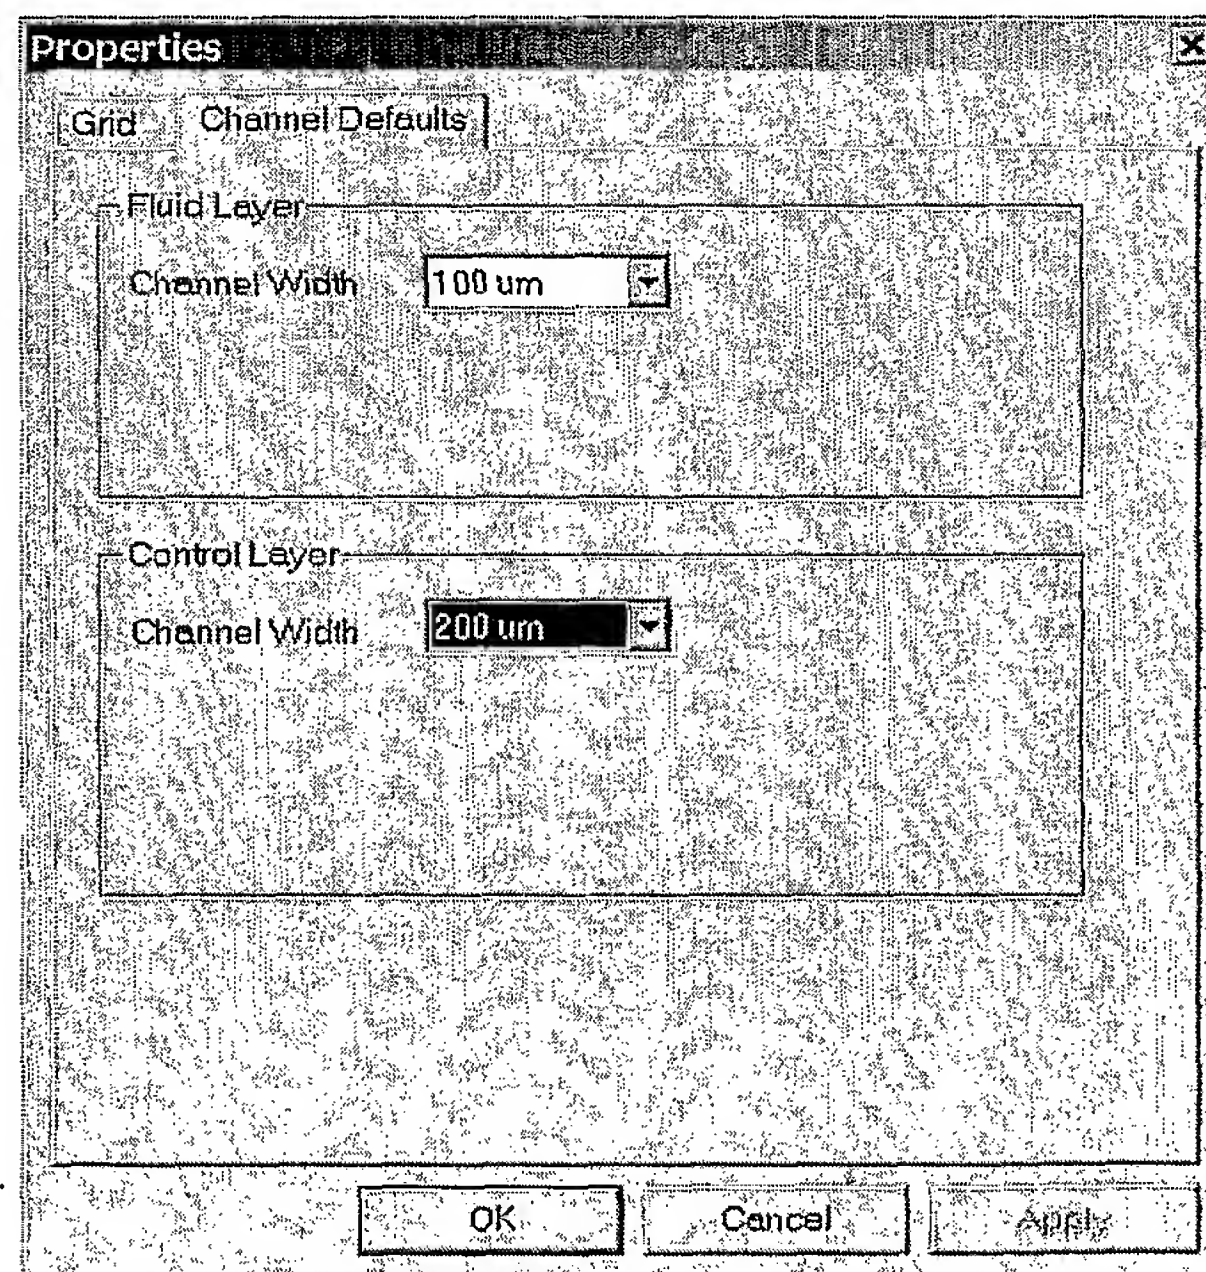 Properties
Grid Channel Defaults
Fluid Layer
Channel Width 100 um
Control Layer
Channel Width 200 um
OK Cancel Apply